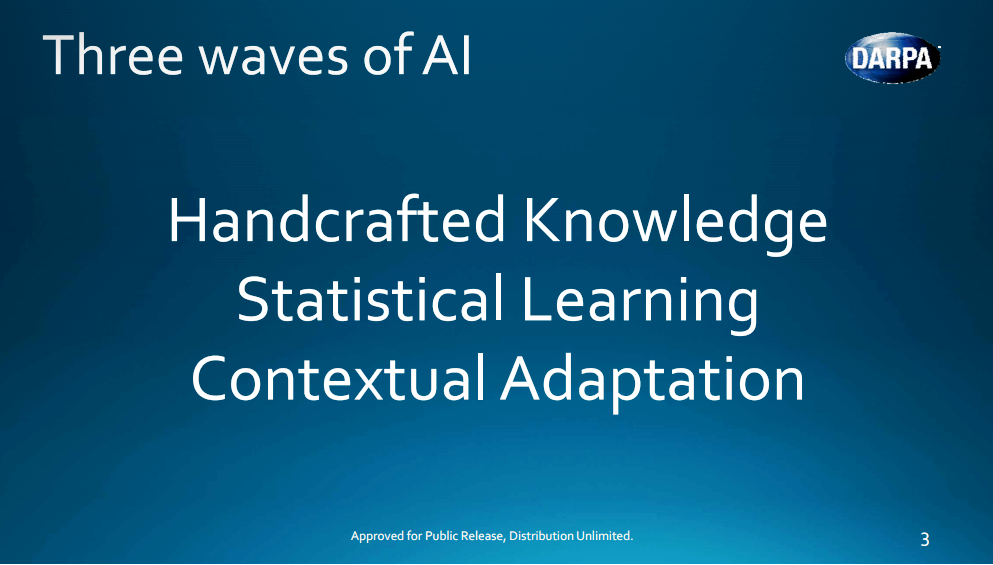 Three waves of AI
DARPA
Handcrafted Knowledge
Statistical Learning
Contextual Adaptation
Approved for Public Release, Distribution Unlimited.
3